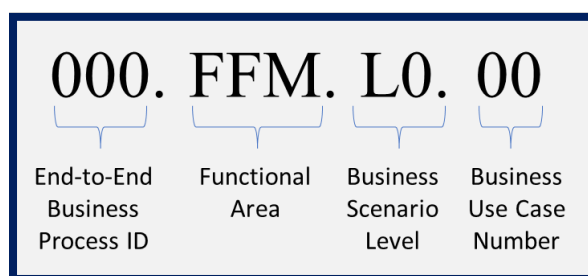 000. FFM. L0. 00
End-to-End Business Process ID
Functional Area
Business Scenario Level
Business Use Case Number